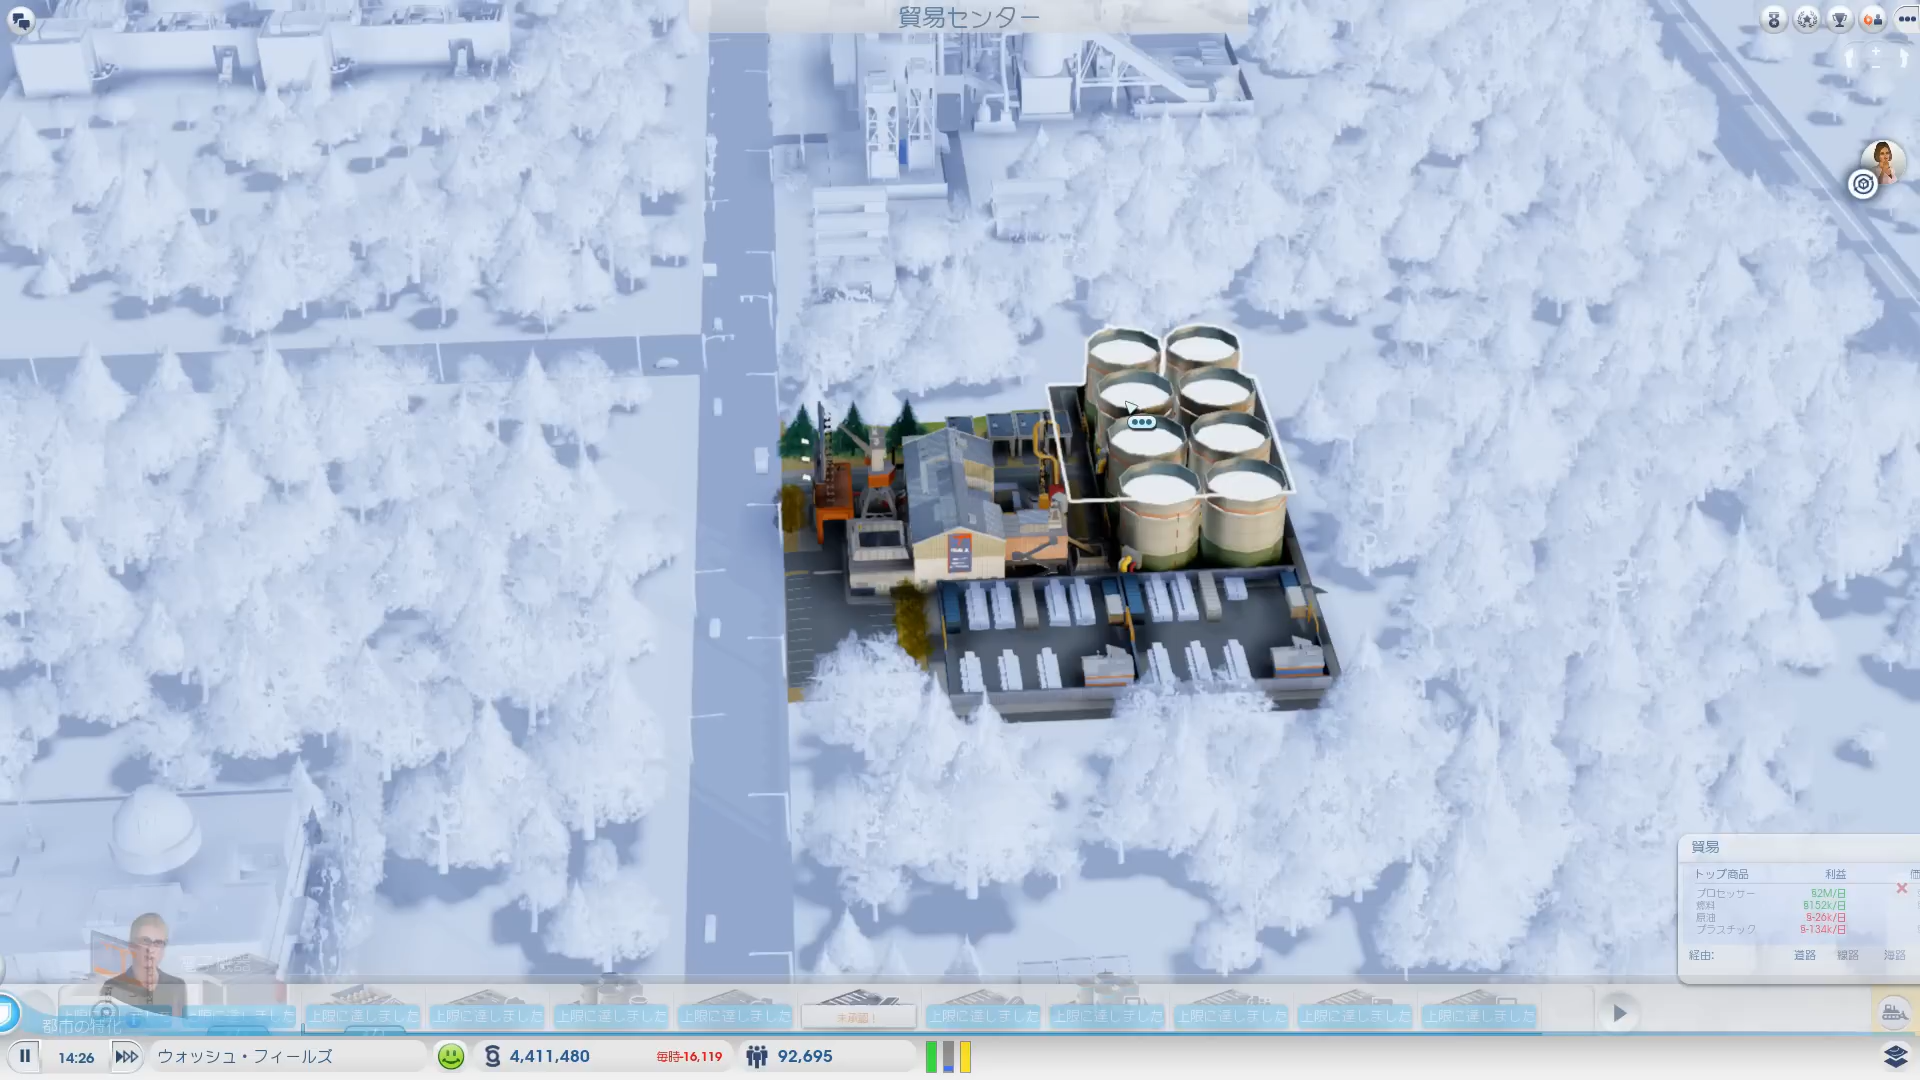 貿易センター
貿易
トップ商品 利益 価
プロセッサー §2M/日
燃料 §152k/日
原油 §-26k/日
プラスチック §-134k/日
経由: 道路 線路 海路
上限に達しました
上限に達しました
上限に達しました
上限に達しました
未承認!
上限に達しました
上限に達しました
上限に達しました
上限に達しました
上限に達しました
都市の特化
14:26 ウォッシュ・フィールズ 4,411,480 毎時-16,119 92,695